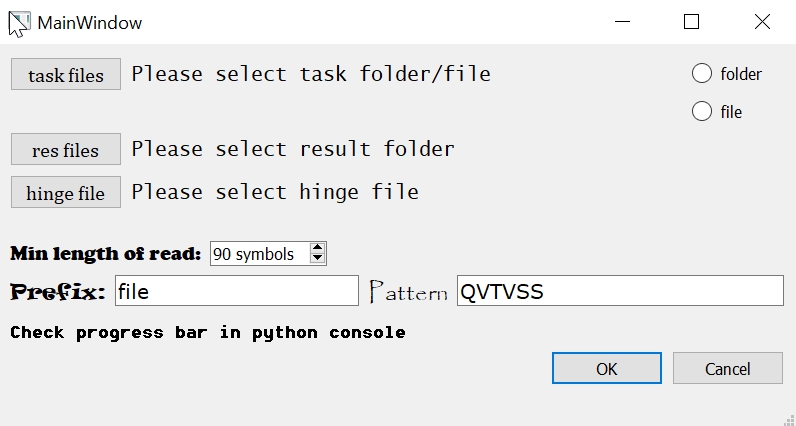 MainWindow
task files Please select task folder/file folder
file
res files Please select result folder
hinge file Please select hinge file
Min length of read: 90 symbols
Prefix: file Pattern QVTVSS
Check progress bar in python console
OK Cancel